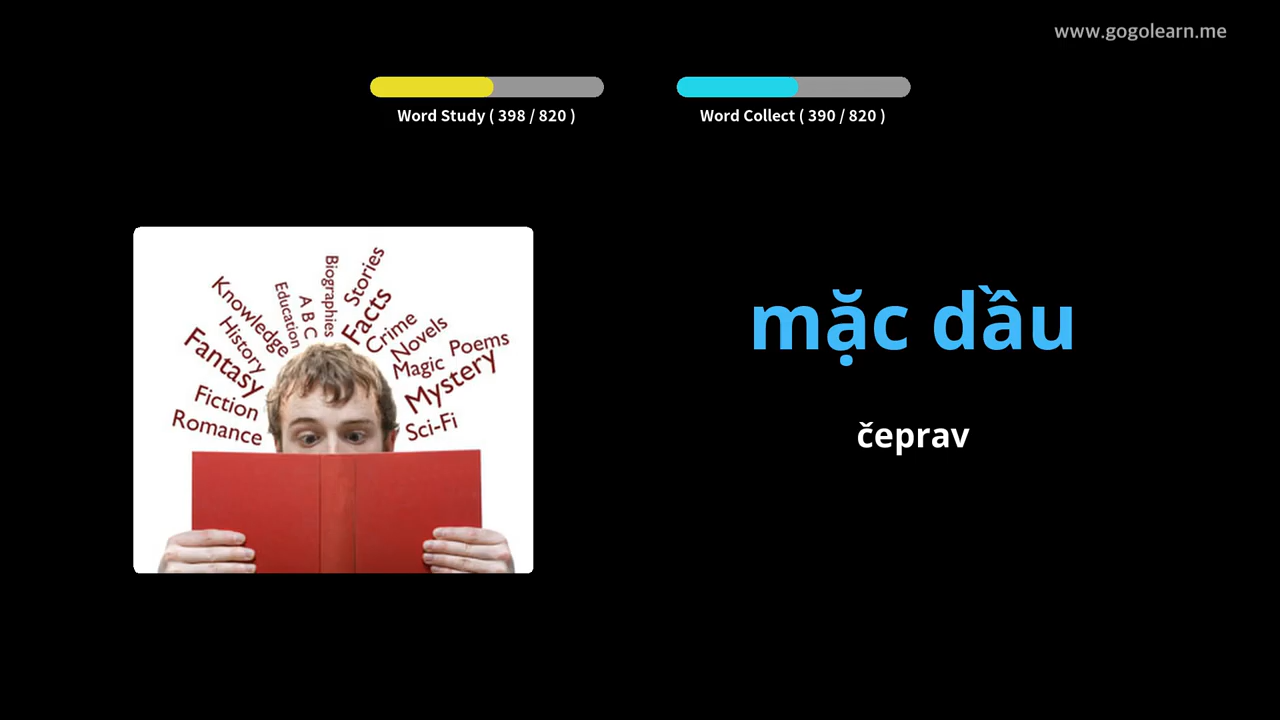 www.gogolearn.me
Word Study ( 398 / 820 )
Word Collect ( 390 / 820 )
Biographies
Stories
Education
A B C
Facts
Knowledge
Crime
History
Novels
Poems
Fantasy
Magic
Mystery
Fiction
Romance
Sci-Fi
mặc dầu
čeprav